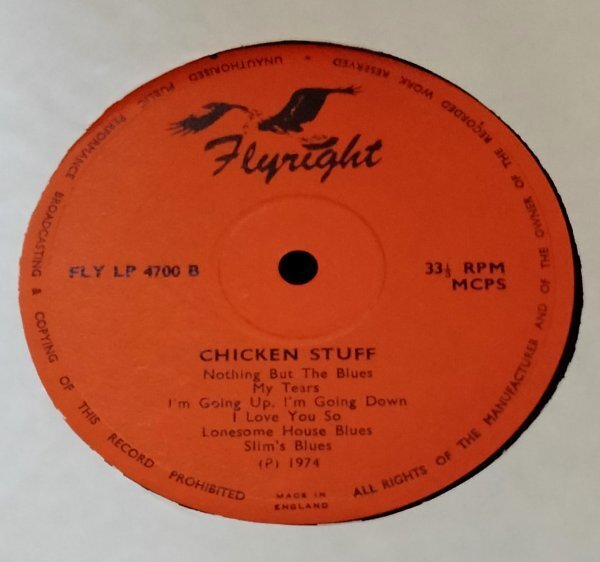 Flyright
FLY LP 4700 B
33⅓ RPM
MCPS
CHICKEN STUFF
Nothing But The Blues
My Tears
I'm Going Up, I'm Going Down
I Love You So
Lonesome House Blues
Slim's Blues
(P) 1974
MADE IN
ENGLAND
ALL RIGHTS OF THE MANUFACTURER AND OF THE OWNER OF THE RECORDED WORK RESERVED * UNAUTHORISED PUBLIC PERFORMANCE BROADCASTING & COPYING OF THIS RECORD PROHIBITED